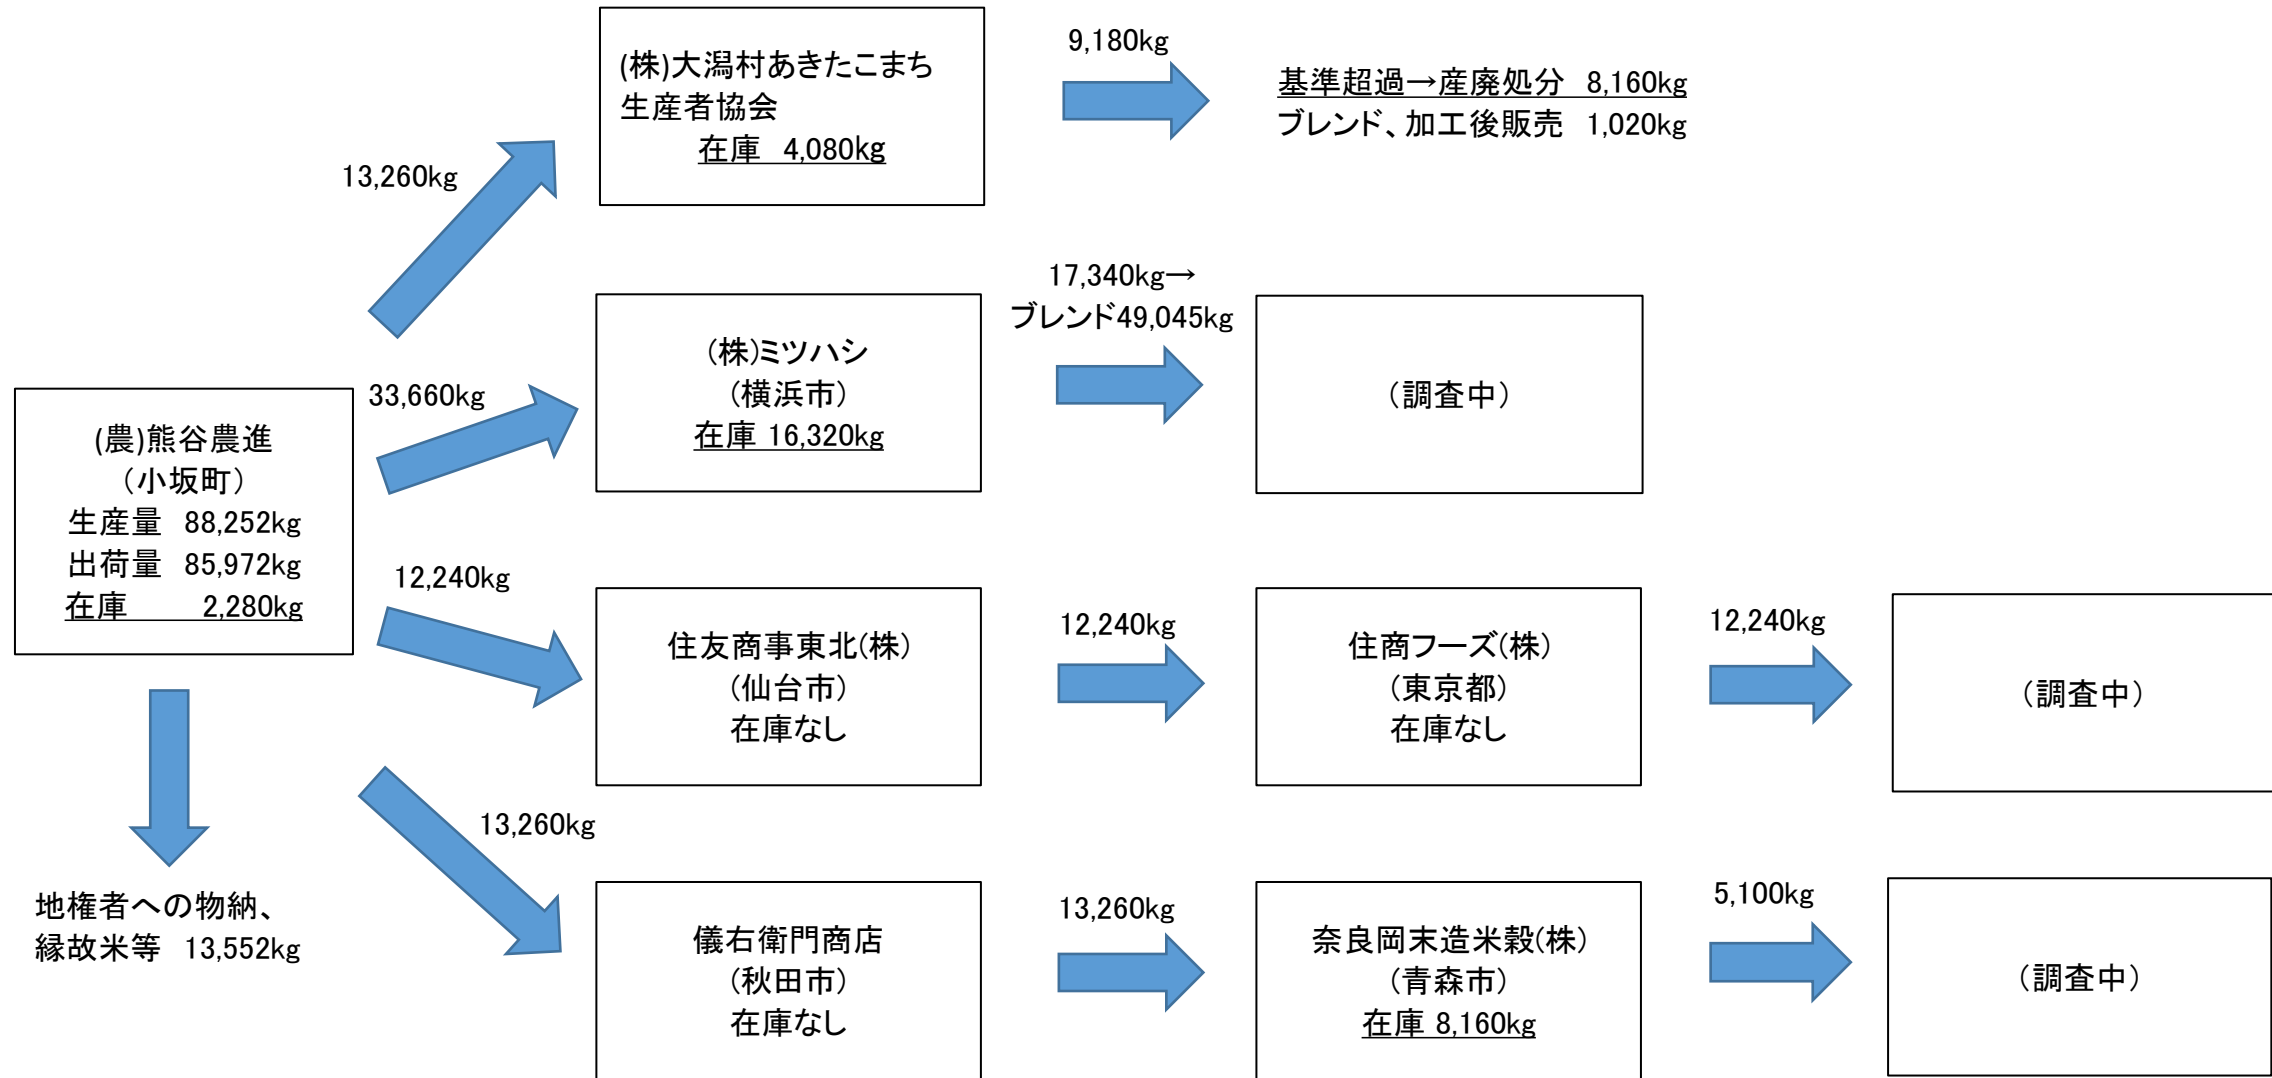 (株)大潟村あきたこまち
生産者協会
在庫 4,080kg
9,180kg
基準超過→産廃処分 8,160kg
ブレンド、加工後販売 1,020kg
13,260kg
33,660kg
(株)ミツハシ
(横浜市)
在庫 16,320kg
17,340kg→
ブレンド49,045kg
(調査中)
(農)熊谷農進
(小坂町)
生産量 88,252kg
出荷量 85,972kg
在庫 2,280kg
12,240kg
住友商事東北(株)
(仙台市)
在庫なし
12,240kg
住商フーズ(株)
(東京都)
在庫なし
12,240kg
(調査中)
13,260kg
儀右衛門商店
(秋田市)
在庫なし
13,260kg
奈良岡末造米穀(株)
(青森市)
在庫 8,160kg
5,100kg
(調査中)
地権者への物納、
縁故米等 13,552kg